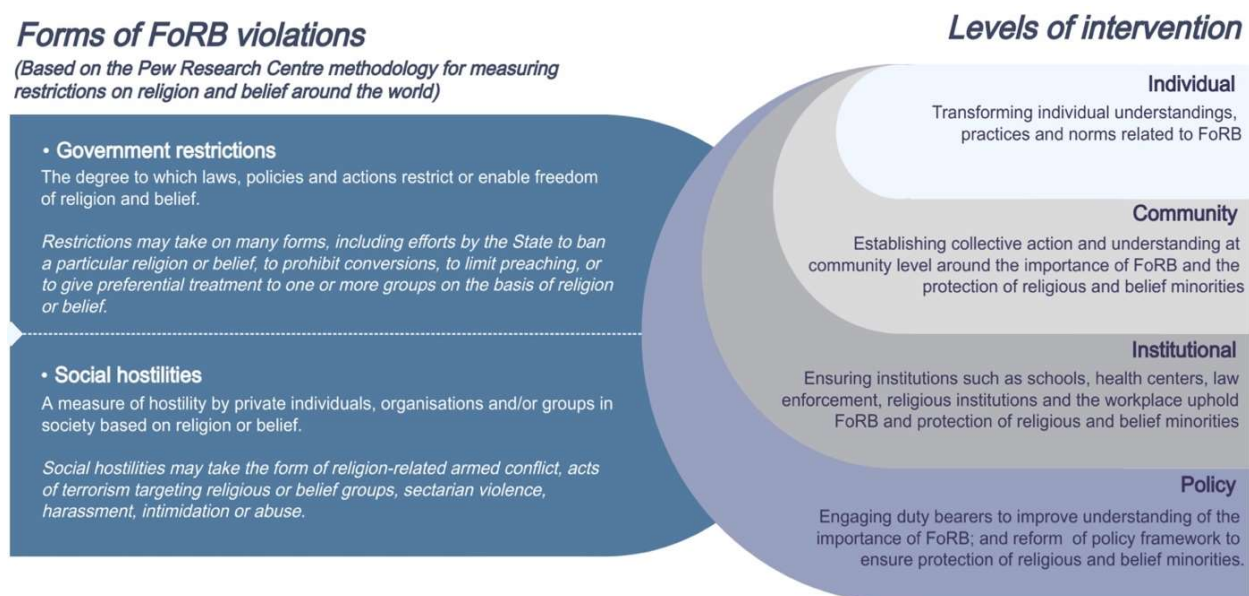 Forms of FoRB violations
(Based on the Pew Research Centre methodology for measuring
restrictions on religion and belief around the world)
• Government restrictions
The degree to which laws, policies and actions restrict or enable freedom
of religion and belief.
Restrictions may take on many forms, including efforts by the State to ban
a particular religion or belief, to prohibit conversions, to limit preaching, or
to give preferential treatment to one or more groups on the basis of religion
or belief.
• Social hostilities
A measure of hostility by private individuals, organisations and/or groups in
society based on religion or belief.
Social hostilities may take the form of religion-related armed conflict, acts
of terrorism targeting religious or belief groups, sectarian violence,
harassment, intimidation or abuse.
Levels of intervention
Individual
Transforming individual understandings,
practices and norms related to FoRB
Community
Establishing collective action and understanding at
community level around the importance of FoRB and the
protection of religious and belief minorities
Institutional
Ensuring institutions such as schools, health centers, law
enforcement, religious institutions and the workplace uphold
FoRB and protection of religious and belief minorities
Policy
Engaging duty bearers to improve understanding of the
importance of FoRB; and reform of policy framework to
ensure protection of religious and belief minorities.